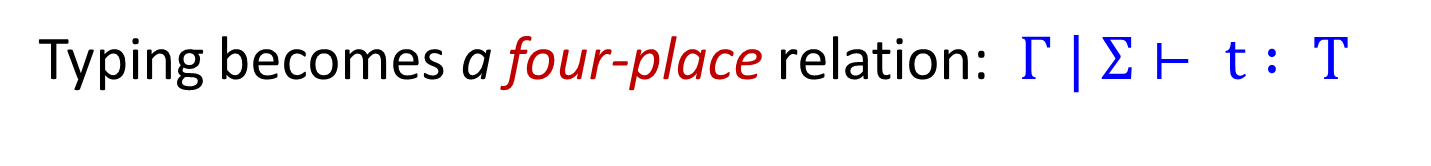 Typing becomes a four-place relation: Γ | Σ ⊢ t : T